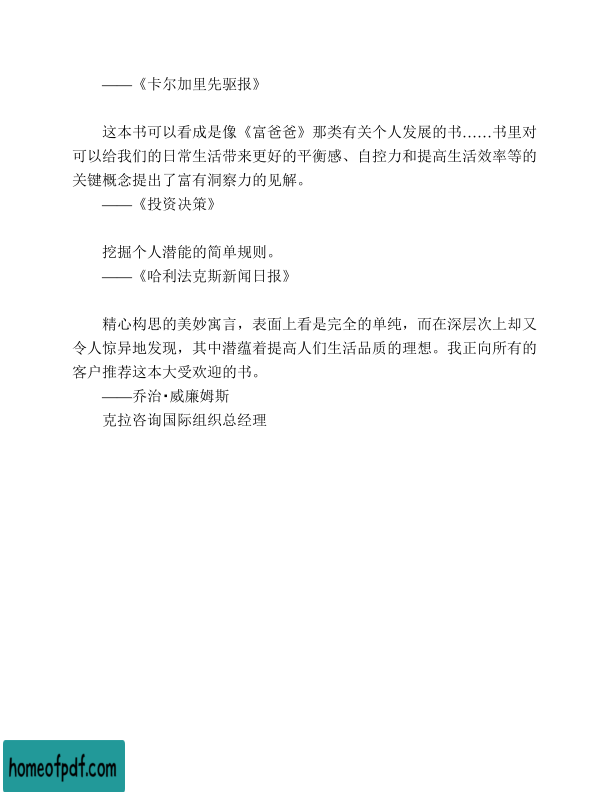 ——《卡尔加里先驱报》
这本书可以看成是像《富爸爸》那类有关个人发展的书……书里对
可以给我们的日常生活带来更好的平衡感、自控力和提高生活效率等的
关键概念提出了富有洞察力的见解。
——《投资决策》
挖掘个人潜能的简单规则。
——《哈利法克斯新闻日报》
精心构思的美妙寓言，表面上看是完全的单纯，而在深层次上却又
令人惊异地发现，其中潜蕴着提高人们生活品质的理想。我正向所有的
客户推荐这本大受欢迎的书。
——乔治·威廉姆斯
克拉咨询国际组织总经理
homeofpdf.com